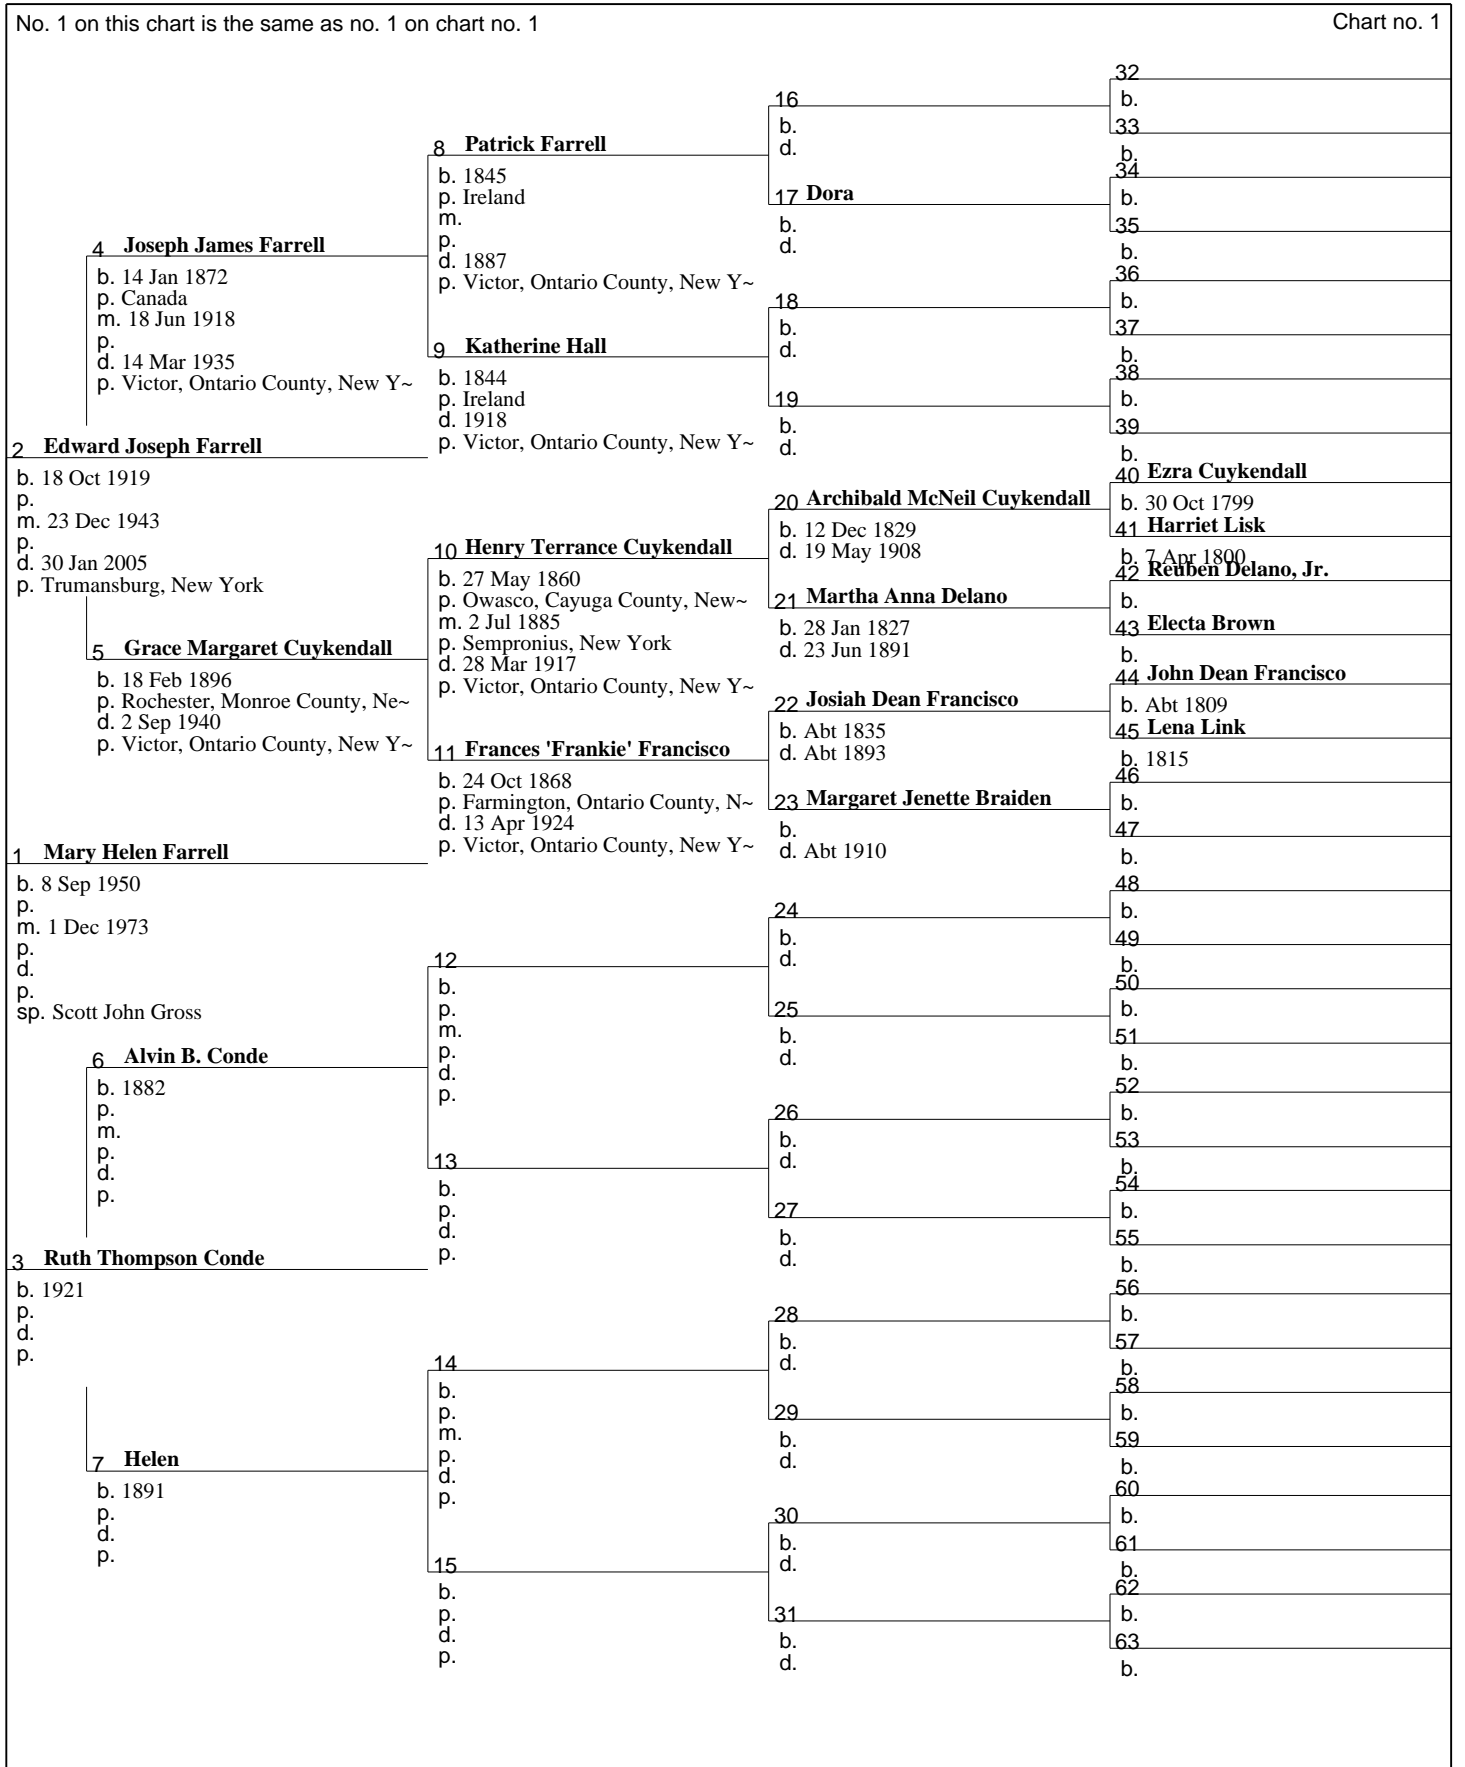 No. 1 on this chart is the same as no. 1 on chart no. 1
Chart no. 1
1 Mary Helen Farrell
b. 8 Sep 1950
p.
m. 1 Dec 1973
p.
d.
p.
sp. Scott John Gross
2 Edward Joseph Farrell
b. 18 Oct 1919
p.
m. 23 Dec 1943
p.
d. 30 Jan 2005
p. Trumansburg, New York
3 Ruth Thompson Conde
b. 1921
p.
d.
p.
4 Joseph James Farrell
b. 14 Jan 1872
p. Canada
m. 18 Jun 1918
p.
d. 14 Mar 1935
p. Victor, Ontario County, New Y~
5 Grace Margaret Cuykendall
b. 18 Feb 1896
p. Rochester, Monroe County, Ne~
d. 2 Sep 1940
p. Victor, Ontario County, New Y~
6 Alvin B. Conde
b. 1882
p.
m.
p.
d.
p.
7 Helen
b. 1891
p.
d.
p.
8 Patrick Farrell
b. 1845
p. Ireland
m.
p.
d. 1887
p. Victor, Ontario County, New Y~
9 Katherine Hall
b. 1844
p. Ireland
d. 1918
p. Victor, Ontario County, New Y~
10 Henry Terrance Cuykendall
b. 27 May 1860
p. Owasco, Cayuga County, New~
m. 2 Jul 1885
p. Sempronius, New York
d. 28 Mar 1917
p. Victor, Ontario County, New Y~
11 Frances 'Frankie' Francisco
b. 24 Oct 1868
p. Farmington, Ontario County, N~
d. 13 Apr 1924
p. Victor, Ontario County, New Y~
12
b.
p.
m.
p.
d.
p.
13
b.
p.
d.
p.
14
b.
p.
m.
p.
d.
p.
15
b.
p.
d.
p.
16
b.
d.
17 Dora
b.
d.
18
b.
d.
19
b.
d.
20 Archibald McNeil Cuykendall
b. 12 Dec 1829
d. 19 May 1908
21 Martha Anna Delano
b. 28 Jan 1827
d. 23 Jun 1891
22 Josiah Dean Francisco
b. Abt 1835
d. Abt 1893
23 Margaret Jenette Braiden
b.
d. Abt 1910
24
b.
d.
25
b.
d.
26
b.
d.
27
b.
d.
28
b.
d.
29
b.
d.
30
b.
d.
31
b.
d.
32
b.
33
b.
34
b.
35
b.
36
b.
37
b.
38
b.
39
b.
40 Ezra Cuykendall
b. 30 Oct 1799
41 Harriet Lisk
b. 7 Apr 1800
42 Reuben Delano, Jr.
b.
43 Electa Brown
b.
44 John Dean Francisco
b. Abt 1809
45 Lena Link
b. 1815
46
b.
47
b.
48
b.
49
b.
50
b.
51
b.
52
b.
53
b.
54
b.
55
b.
56
b.
57
b.
58
b.
59
b.
60
b.
61
b.
62
b.
63
b.